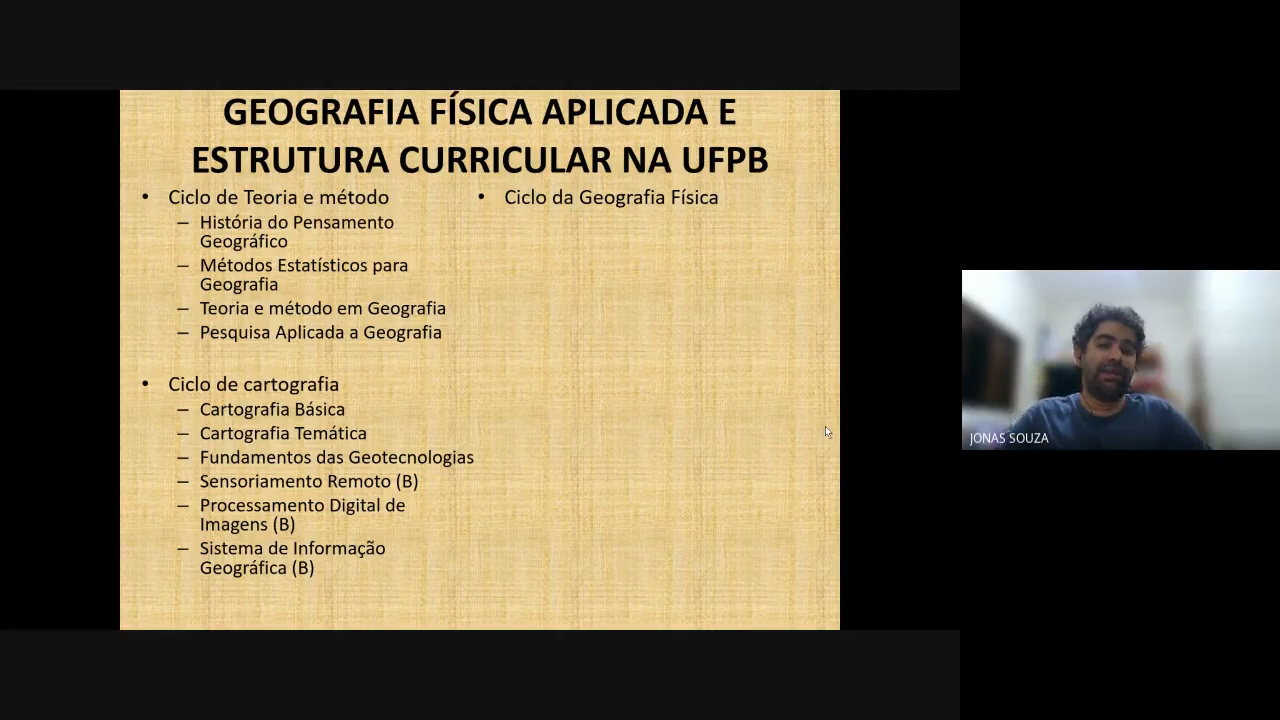 GEOGRAFIA FÍSICA APLICADA E
ESTRUTURA CURRICULAR NA UFPB
• Ciclo de Teoria e método
– História do Pensamento
Geográfico
– Métodos Estatísticos para
Geografia
– Teoria e método em Geografia
– Pesquisa Aplicada a Geografia
• Ciclo de cartografia
– Cartografia Básica
– Cartografia Temática
– Fundamentos das Geotecnologias
– Sensoriamento Remoto (B)
– Processamento Digital de
Imagens (B)
– Sistema de Informação
Geográfica (B)
• Ciclo da Geografia Física
JONAS SOUZA